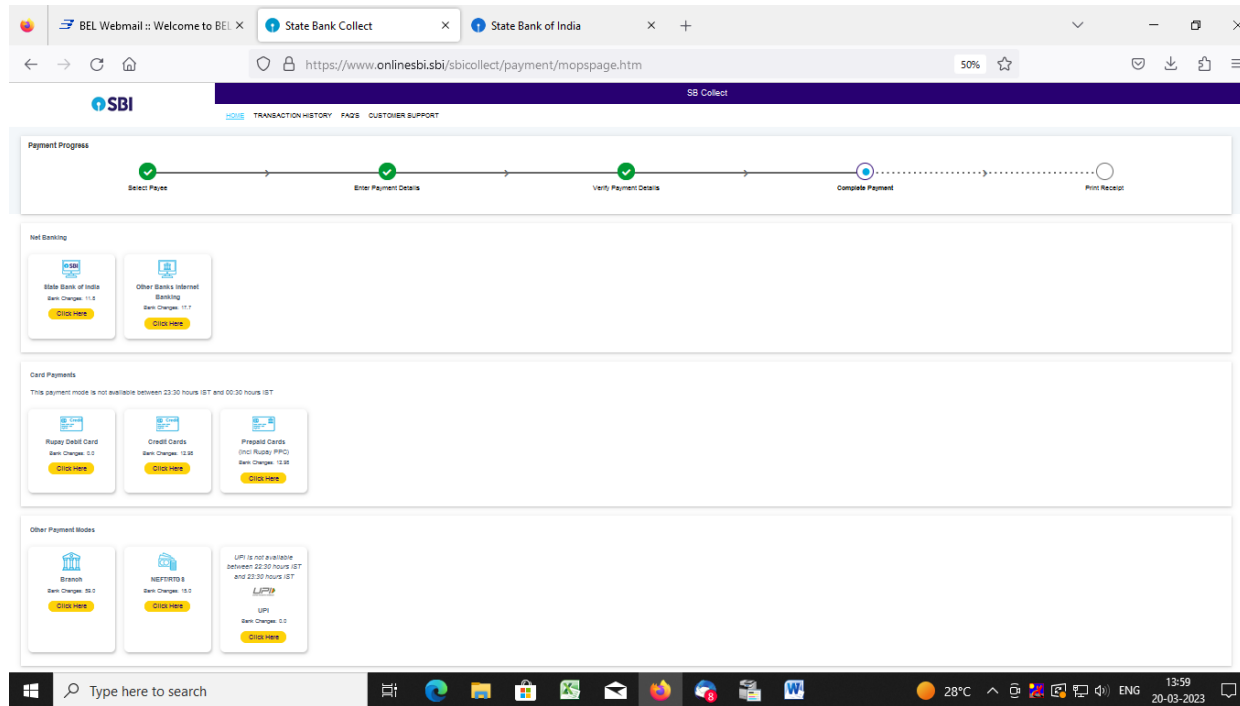 BEL Webmail :: Welcome to BEL
State Bank Collect
State Bank of India
https://www.onlinesbi.sbi/sbicollect/payment/mopspage.htm
50%
SBI
SB Collect
HOME TRANSACTION HISTORY FAQ'S CUSTOMER SUPPORT
Payment Progress
Select Payee
Enter Payment Details
Verify Payment Details
Complete Payment
Print Receipt
Net Banking
SBI
State Bank of India
Bank Charges: 11.8
Click Here
Other Banks Internet
Banking
Bank Charges: 17.7
Click Here
Card Payments
This payment mode is not available between 23:30 hours IST and 00:30 hours IST
Rupay Debit Card
Bank Charges: 0.0
Click Here
Credit Cards
Bank Charges: 12.98
Click Here
Prepaid Cards
(Incl Rupay PPC)
Bank Charges: 12.98
Click Here
Other Payment Modes
Branch
Bank Charges: 59.0
Click Here
NEFT/RTGS
Bank Charges: 15.0
Click Here
UPI is not available
between 22:30 hours IST
and 23:30 hours IST
UPI
UPI
Bank Charges: 0.0
Click Here
Type here to search
28°C
ENG
13:59
20-03-2023